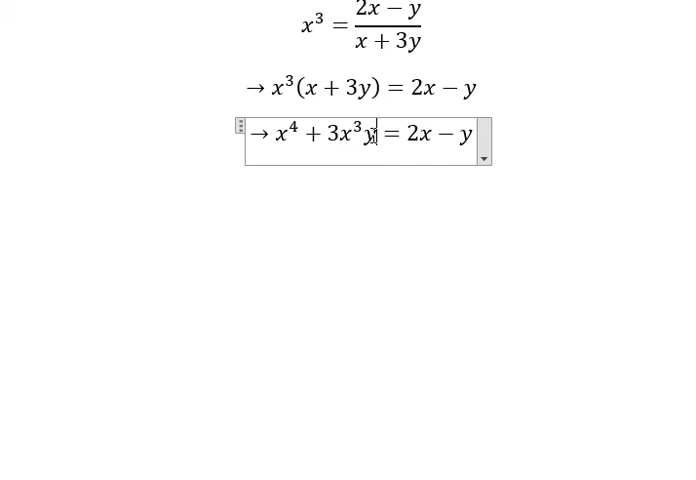 x³ = (2x − y)/(x + 3y)
→ x³(x + 3y) = 2x − y
→ x⁴ + 3x³y = 2x − y